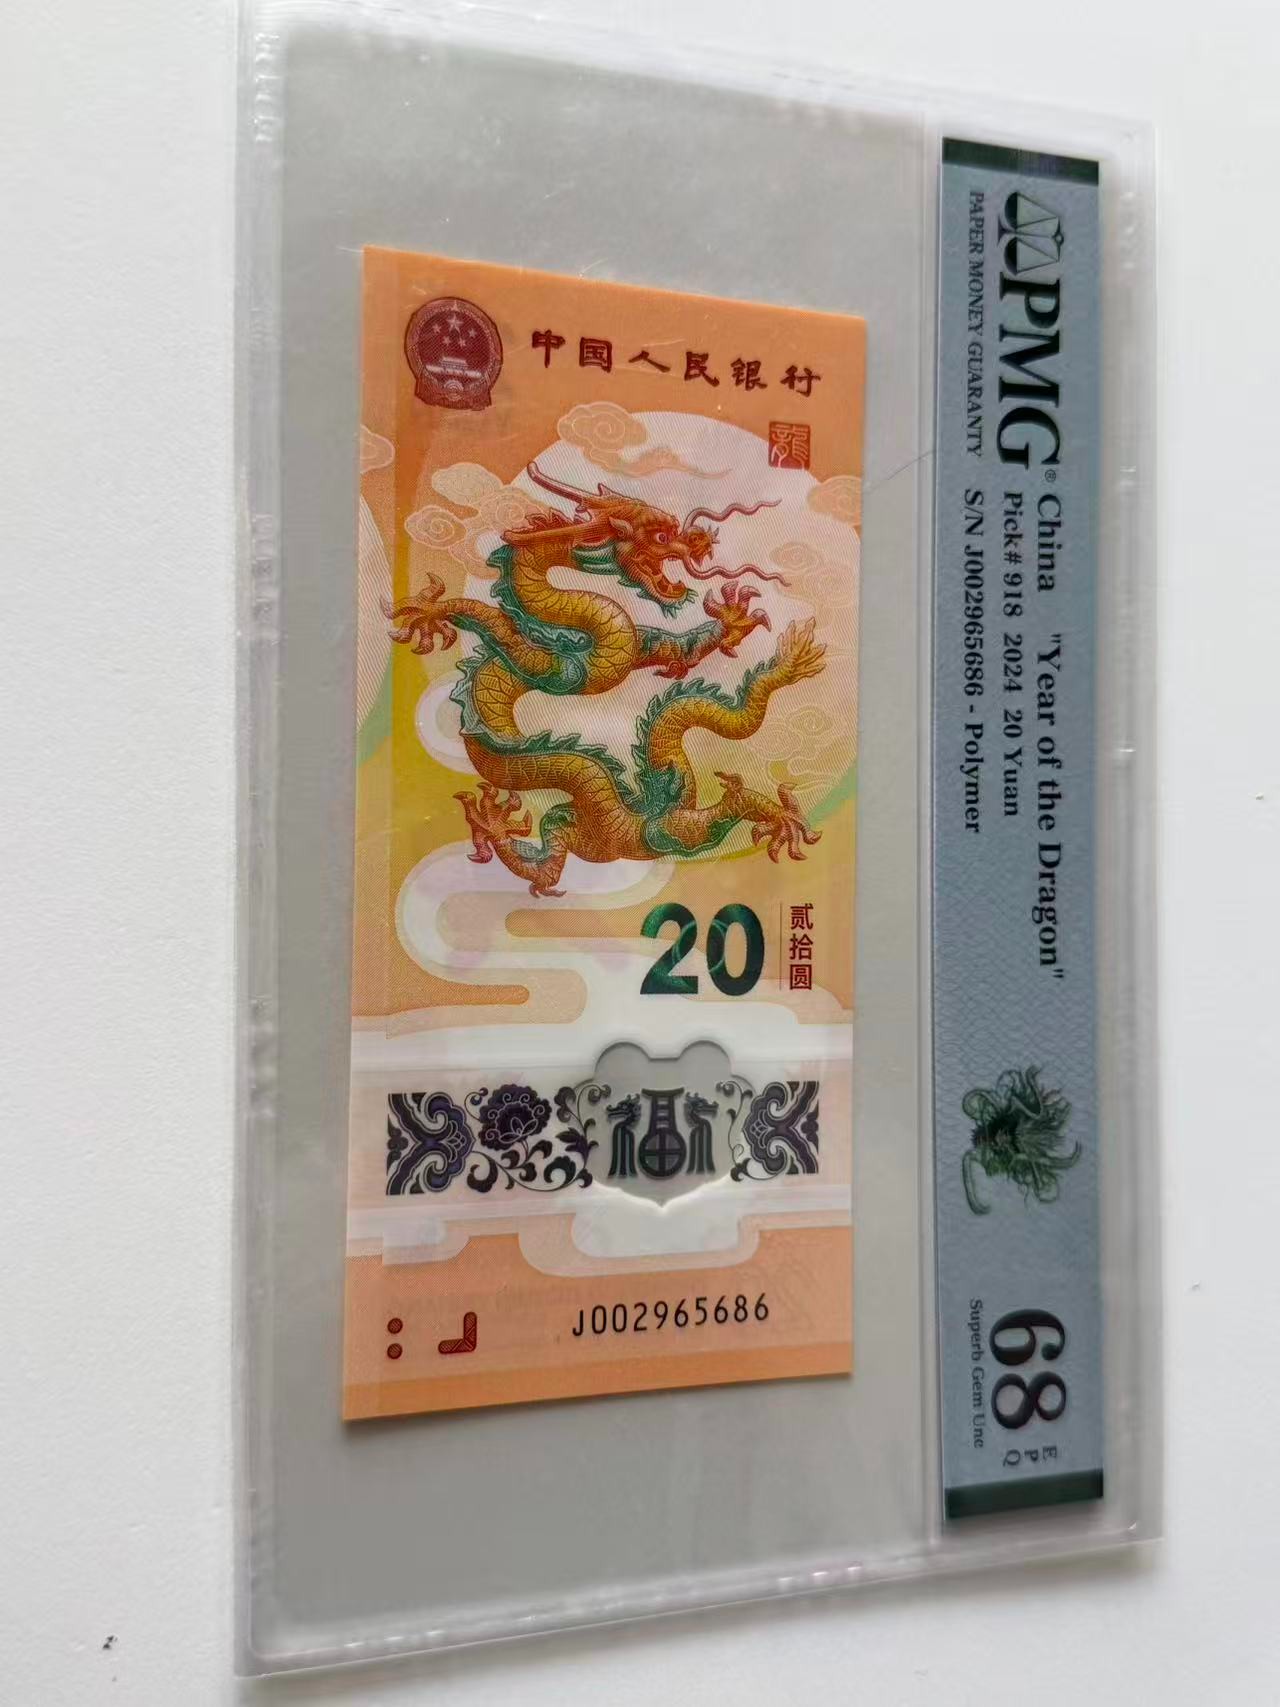 中国人民银行
龍
20
贰拾圆
J002965686
PMG®
PAPER MONEY GUARANTY
China "Year of the Dragon"
Pick# 918 2024 20 Yuan
S/N J002965686 - Polymer
68
EPQ
Superb Gem Unc